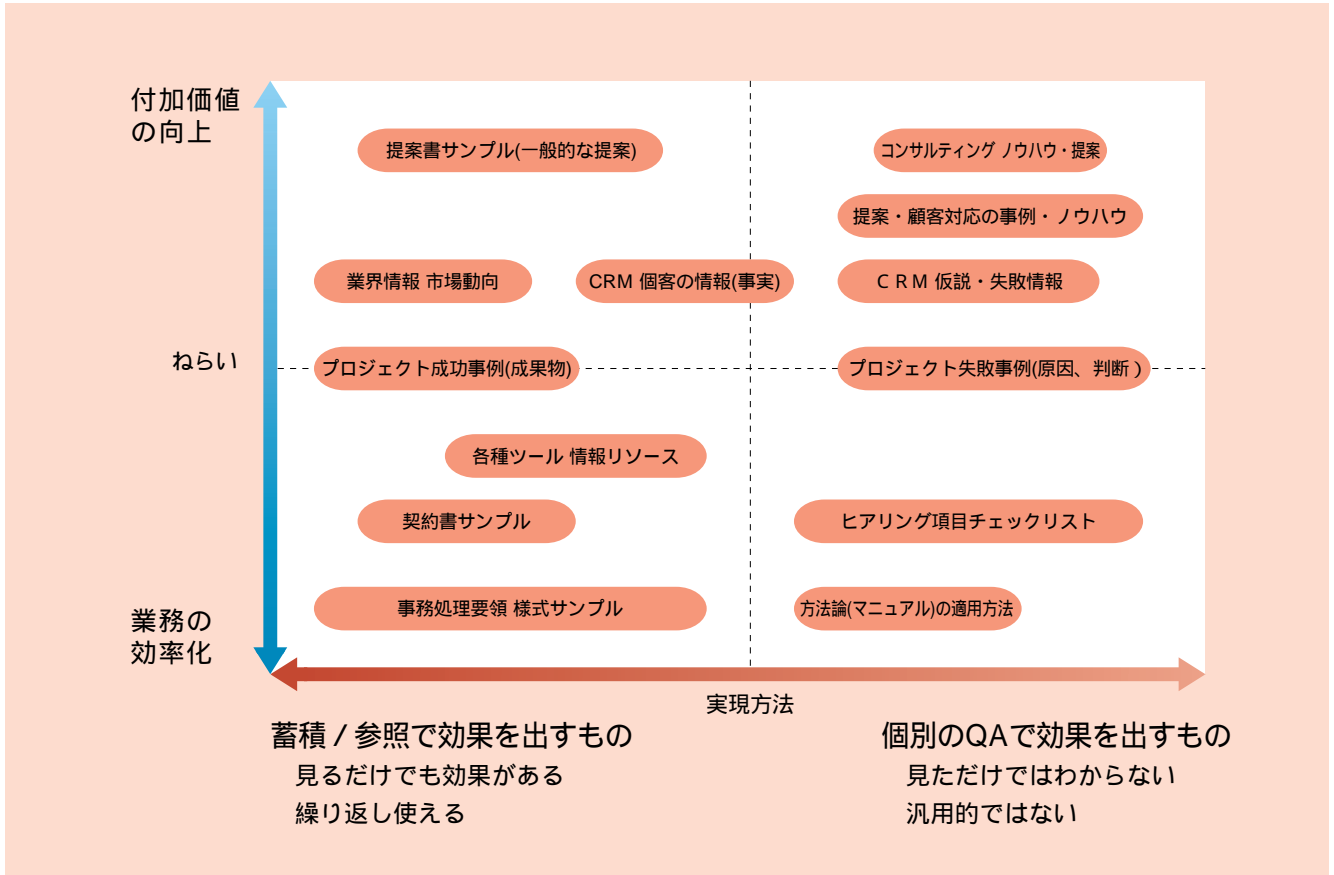 付加価値
の向上
提案書サンプル(一般的な提案)
コンサルティング ノウハウ・提案
提案・顧客対応の事例・ノウハウ
業界情報 市場動向
CRM 個客の情報(事実)
ＣＲＭ 仮説・失敗情報
ねらい
プロジェクト成功事例(成果物)
プロジェクト失敗事例(原因、判断）
各種ツール 情報リソース
契約書サンプル
ヒアリング項目チェックリスト
事務処理要領 様式サンプル
方法論(マニュアル)の適用方法
業務の
効率化
実現方法
蓄積 / 参照で効果を出すもの
見るだけでも効果がある
繰り返し使える
個別のQAで効果を出すもの
見ただけではわからない
汎用的ではない